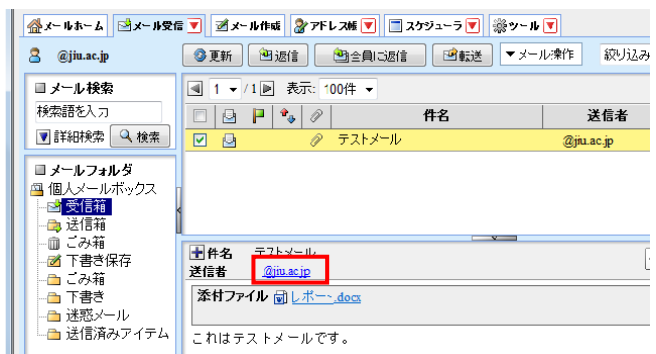 メールホーム メール受信 メール作成 アドレス帳 スケジューラ ツール
@jiu.ac.jp 更新 返信 全員に返信 転送 ▼メール操作 絞り込み
メール検索
検索語を入力
詳細検索 検索
1 / 1 表示: 100件
件名 送信者
テストメール @jiu.ac.jp
メールフォルダ
個人メールボックス
受信箱
送信箱
ごみ箱
下書き保存
ごみ箱
下書き
迷惑メール
送信済みアイテム
件名 テストメール
送信者 @jiu.ac.jp
添付ファイル レポート.docx
これはテストメールです。